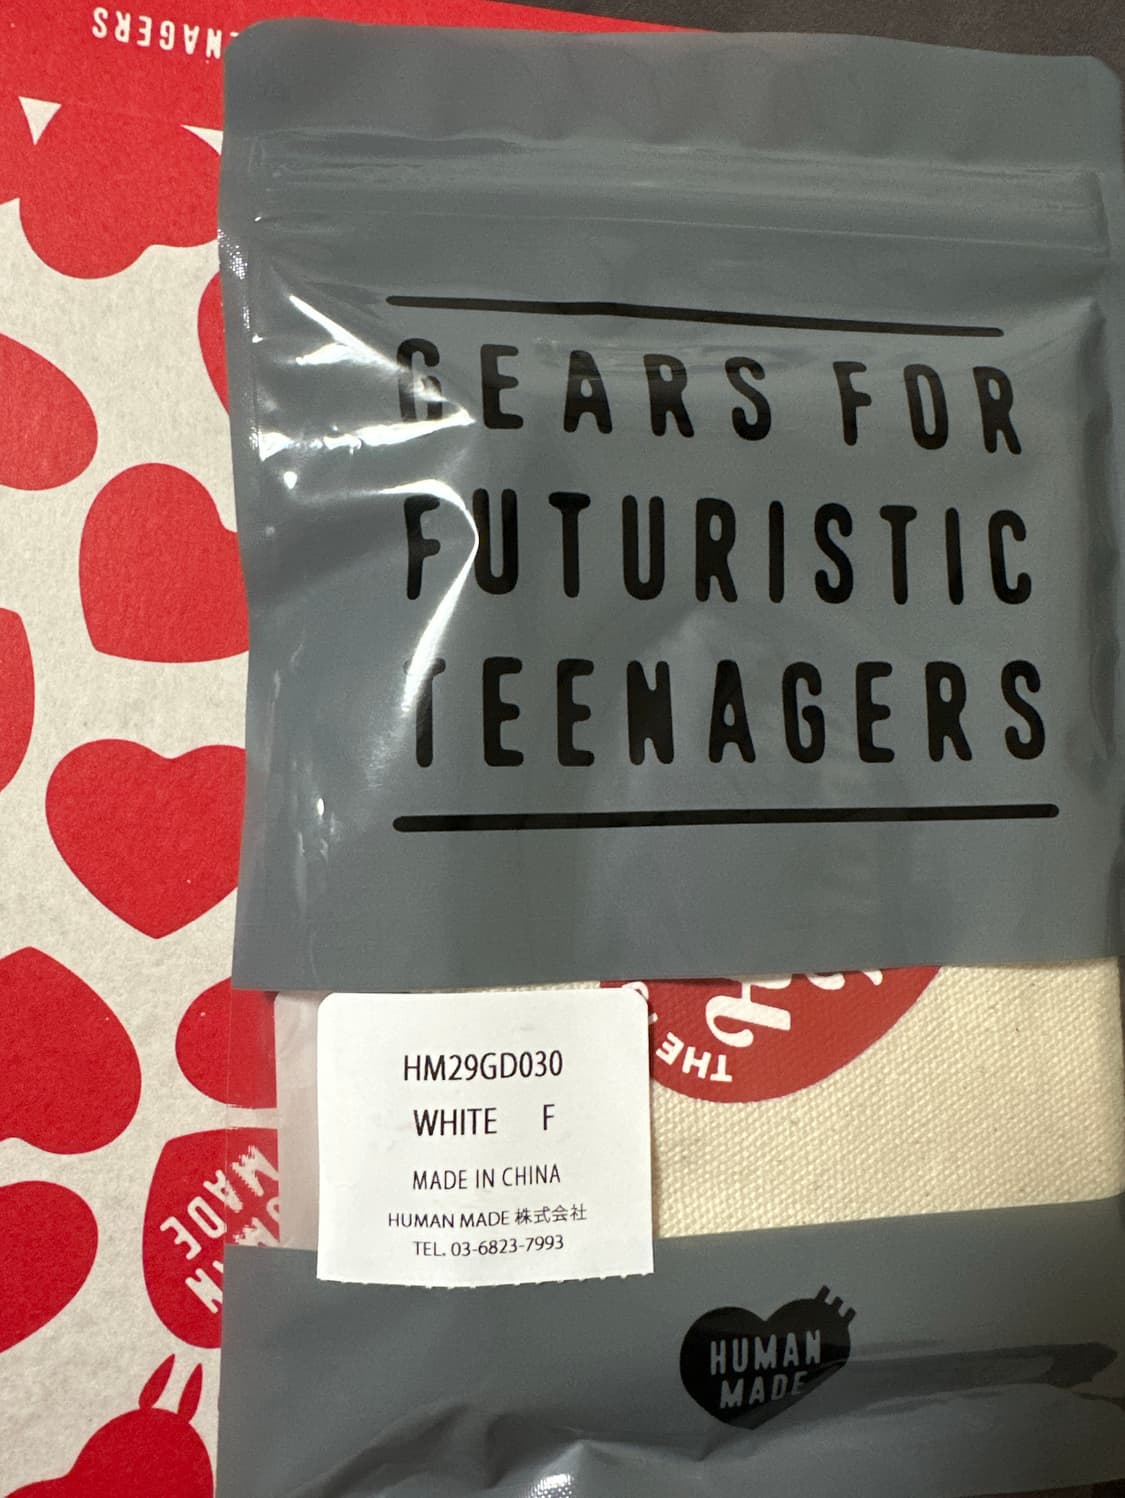 GEARS FOR
FUTURISTIC
TEENAGERS
THE
HM29GD030
WHITE F
MADE IN CHINA
HUMAN MADE 株式会社
TEL. 03-6823-7993
HUMAN
MADE
HUMAN
MADE